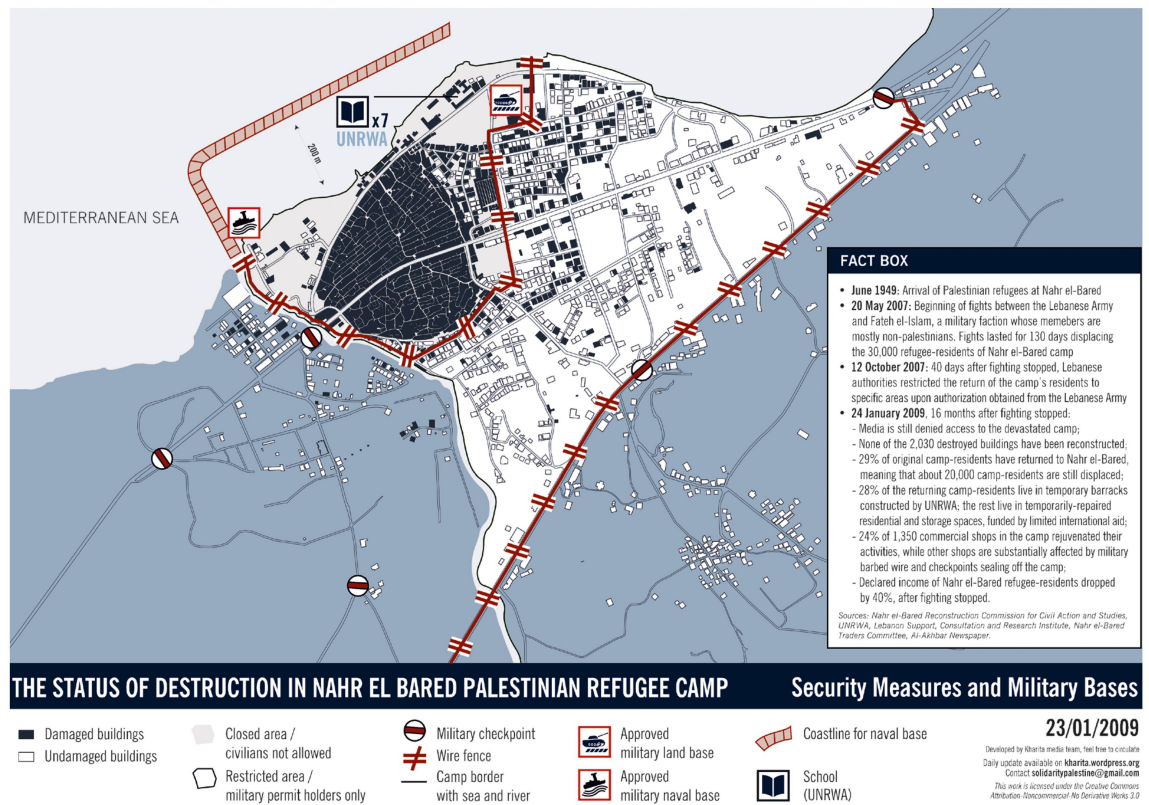 x7
UNRWA
200 m
MEDITERRANEAN SEA
FACT BOX
• June 1949: Arrival of Palestinian refugees at Nahr el-Bared
• 20 May 2007: Beginning of fights between the Lebanese Army
and Fateh el-Islam, a military faction whose memebers are
mostly non-palestinians. Fights lasted for 130 days displacing
the 30,000 refugee-residents of Nahr el-Bared camp
• 12 October 2007: 40 days after fighting stopped, Lebanese
authorities restricted the return of the camp´s residents to
specific areas upon authorization obtained from the Lebanese Army
• 24 January 2009, 16 months after fighting stopped:
- Media is still denied access to the devastated camp;
- None of the 2,030 destroyed buildings have been reconstructed;
- 29% of original camp-residents have returned to Nahr el-Bared,
meaning that about 20,000 camp-residents are still displaced;
- 28% of the returning camp-residents live in temporary barracks
constructed by UNRWA; the rest live in temporarily-repaired
residential and storage spaces, funded by limited international aid;
- 24% of 1,350 commercial shops in the camp rejuvenated their
activities, while other shops are substantially affected by military
barbed wire and checkpoints sealing off the camp;
- Declared income of Nahr el-Bared refugee-residents dropped
by 40%, after fighting stopped.
Sources: Nahr el-Bared Reconstruction Commission for Civil Action and Studies,
UNRWA, Lebanon Support, Consultation and Research Institute, Nahr el-Bared
Traders Committee, Al-Akhbar Newspaper.
THE STATUS OF DESTRUCTION IN NAHR EL BARED PALESTINIAN REFUGEE CAMP
Security Measures and Military Bases
Damaged buildings
Undamaged buildings
Closed area /
civilians not allowed
Restricted area /
military permit holders only
Military checkpoint
Wire fence
Camp border
with sea and river
Approved
military land base
Approved
military naval base
Coastline for naval base
School
(UNRWA)
23/01/2009
Developed by Kharita media team, feel free to circulate
Daily update available on kharita.wordpress.org
Contact solidaritypalestine@gmail.com
This work is licensed under the Creative Commons
Attribution-Noncommercial-No Derivative Works 3.0